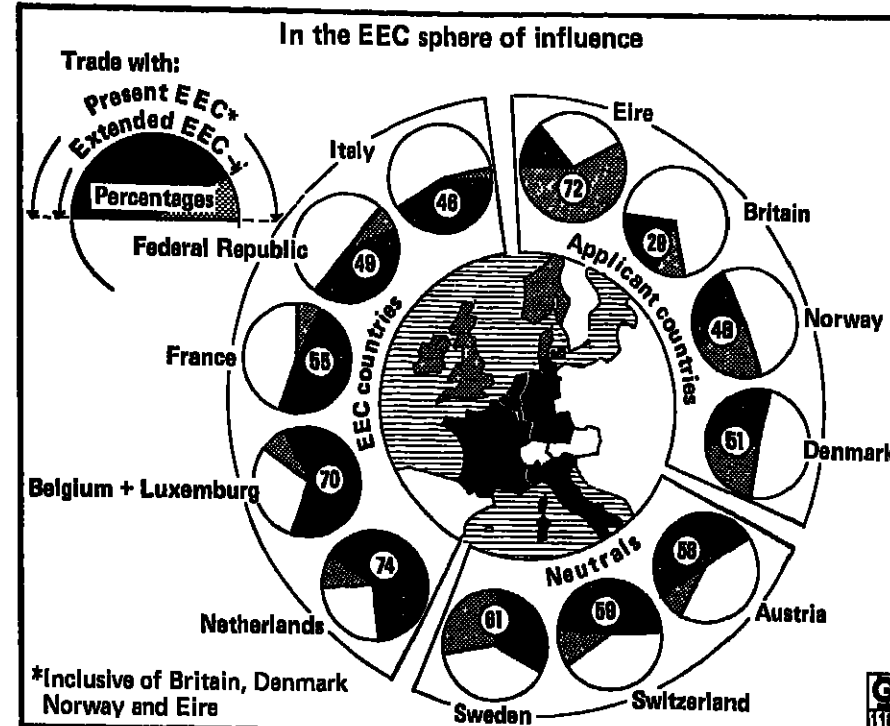 In the EEC sphere of influence
Trade with:
Present EEC*
Extended EEC
Percentages
Eire
72
Britain
Norway
Denmark
51
Applicant countries
Italy
46
Federal Republic
49
France
55
Belgium + Luxemburg
70
Netherlands
74
EEC countries
Neutrals
Austria
Switzerland
59
Sweden
61
*Inclusive of Britain, Denmark
Norway and Eire